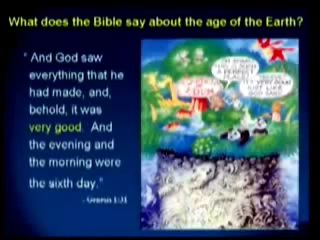 What does the Bible say about the age of the Earth?
" And God saw
everything that he
had made, and,
behold, it was
very good. And
the evening and
the morning were
the sixth day."
- Genesis 1:31